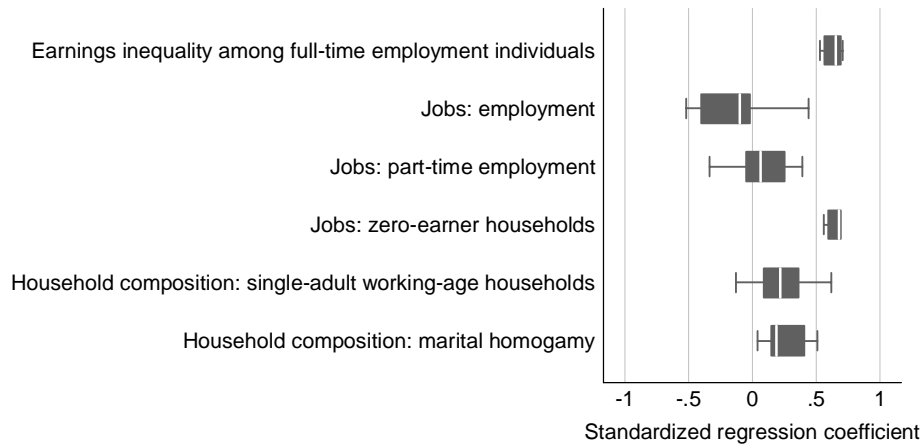 Earnings inequality among full-time employment individuals
Jobs: employment
Jobs: part-time employment
Jobs: zero-earner households
Household composition: single-adult working-age households
Household composition: marital homogamy
-1 -.5 0 .5 1
Standardized regression coefficient